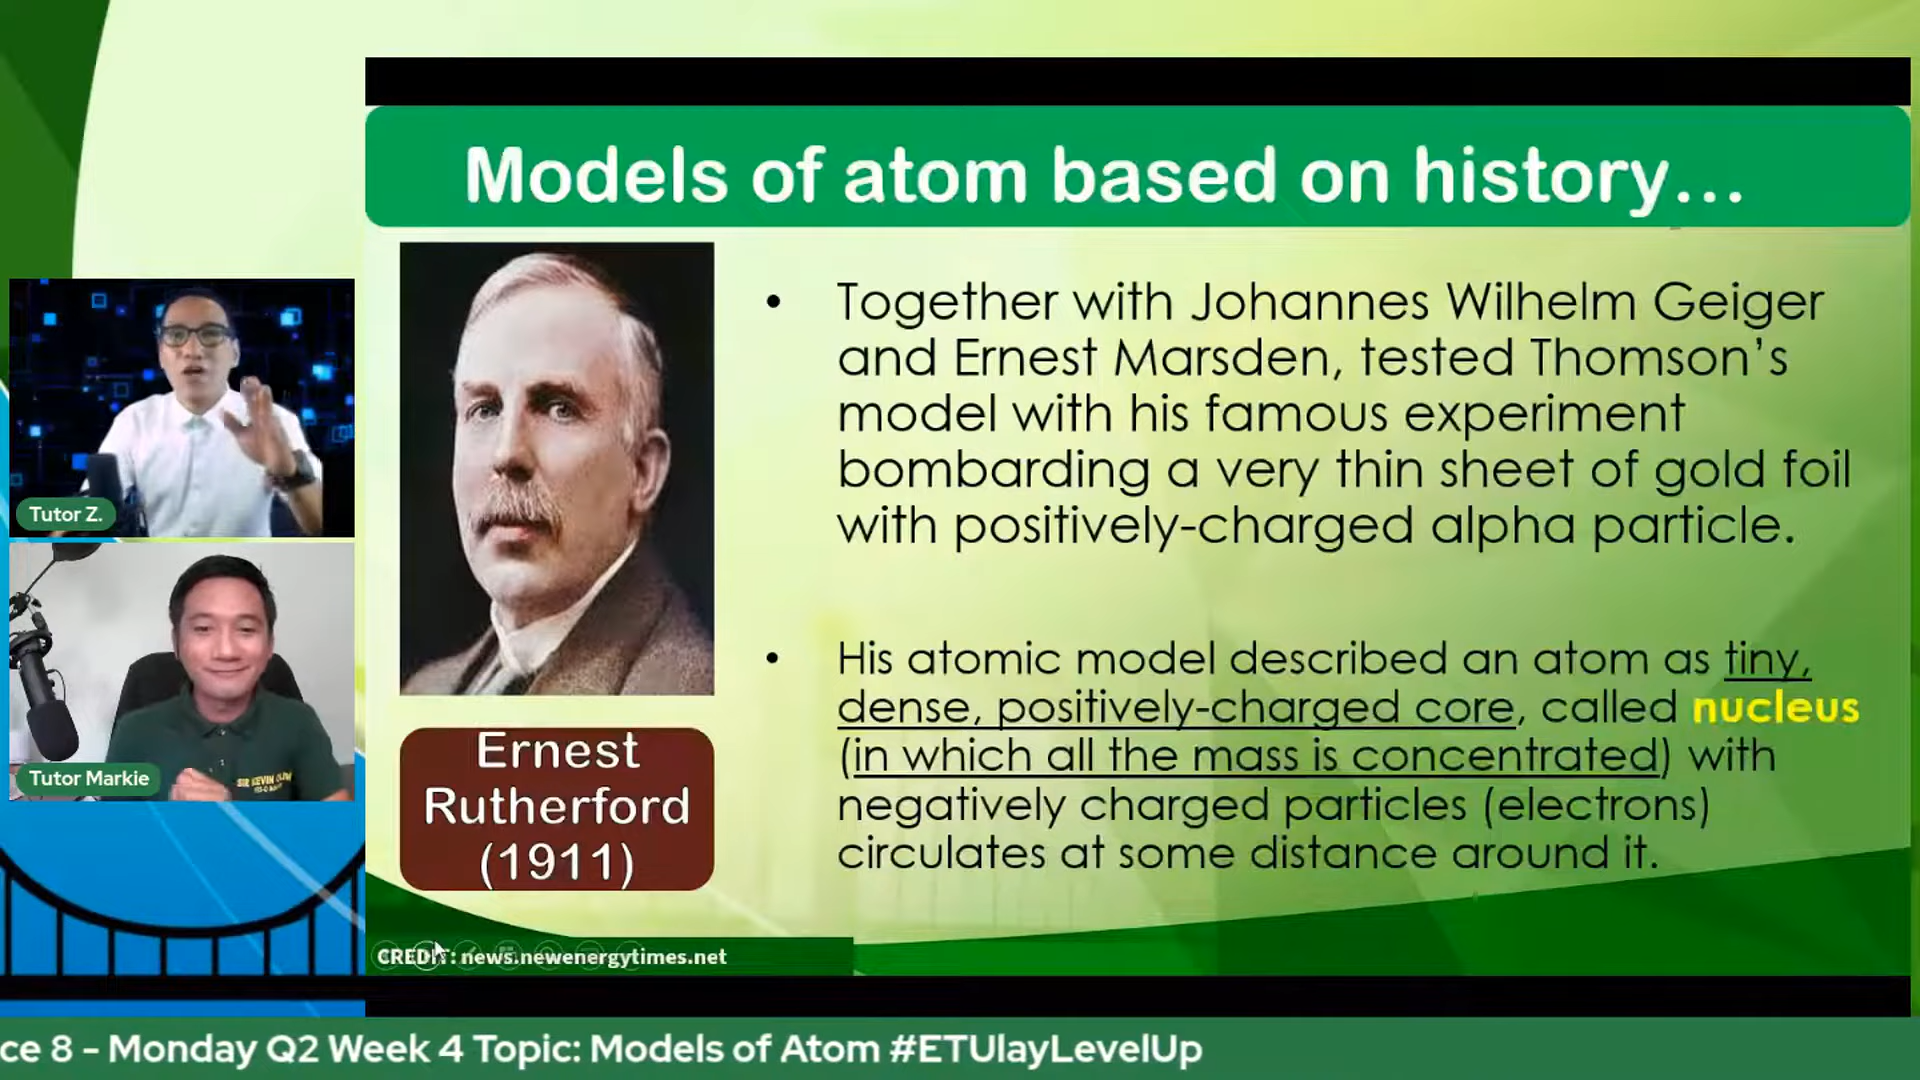 Models of atom based on history...
Tutor Z.
Tutor Markie
Ernest
Rutherford
(1911)
• Together with Johannes Wilhelm Geiger
and Ernest Marsden, tested Thomson's
model with his famous experiment
bombarding a very thin sheet of gold foil
with positively-charged alpha particle.
• His atomic model described an atom as tiny,
dense, positively-charged core, called nucleus
(in which all the mass is concentrated) with
negatively charged particles (electrons)
circulates at some distance around it.
CREDIT: news.newenergytimes.net
ce 8 - Monday Q2 Week 4 Topic: Models of Atom #ETUlayLevelUp